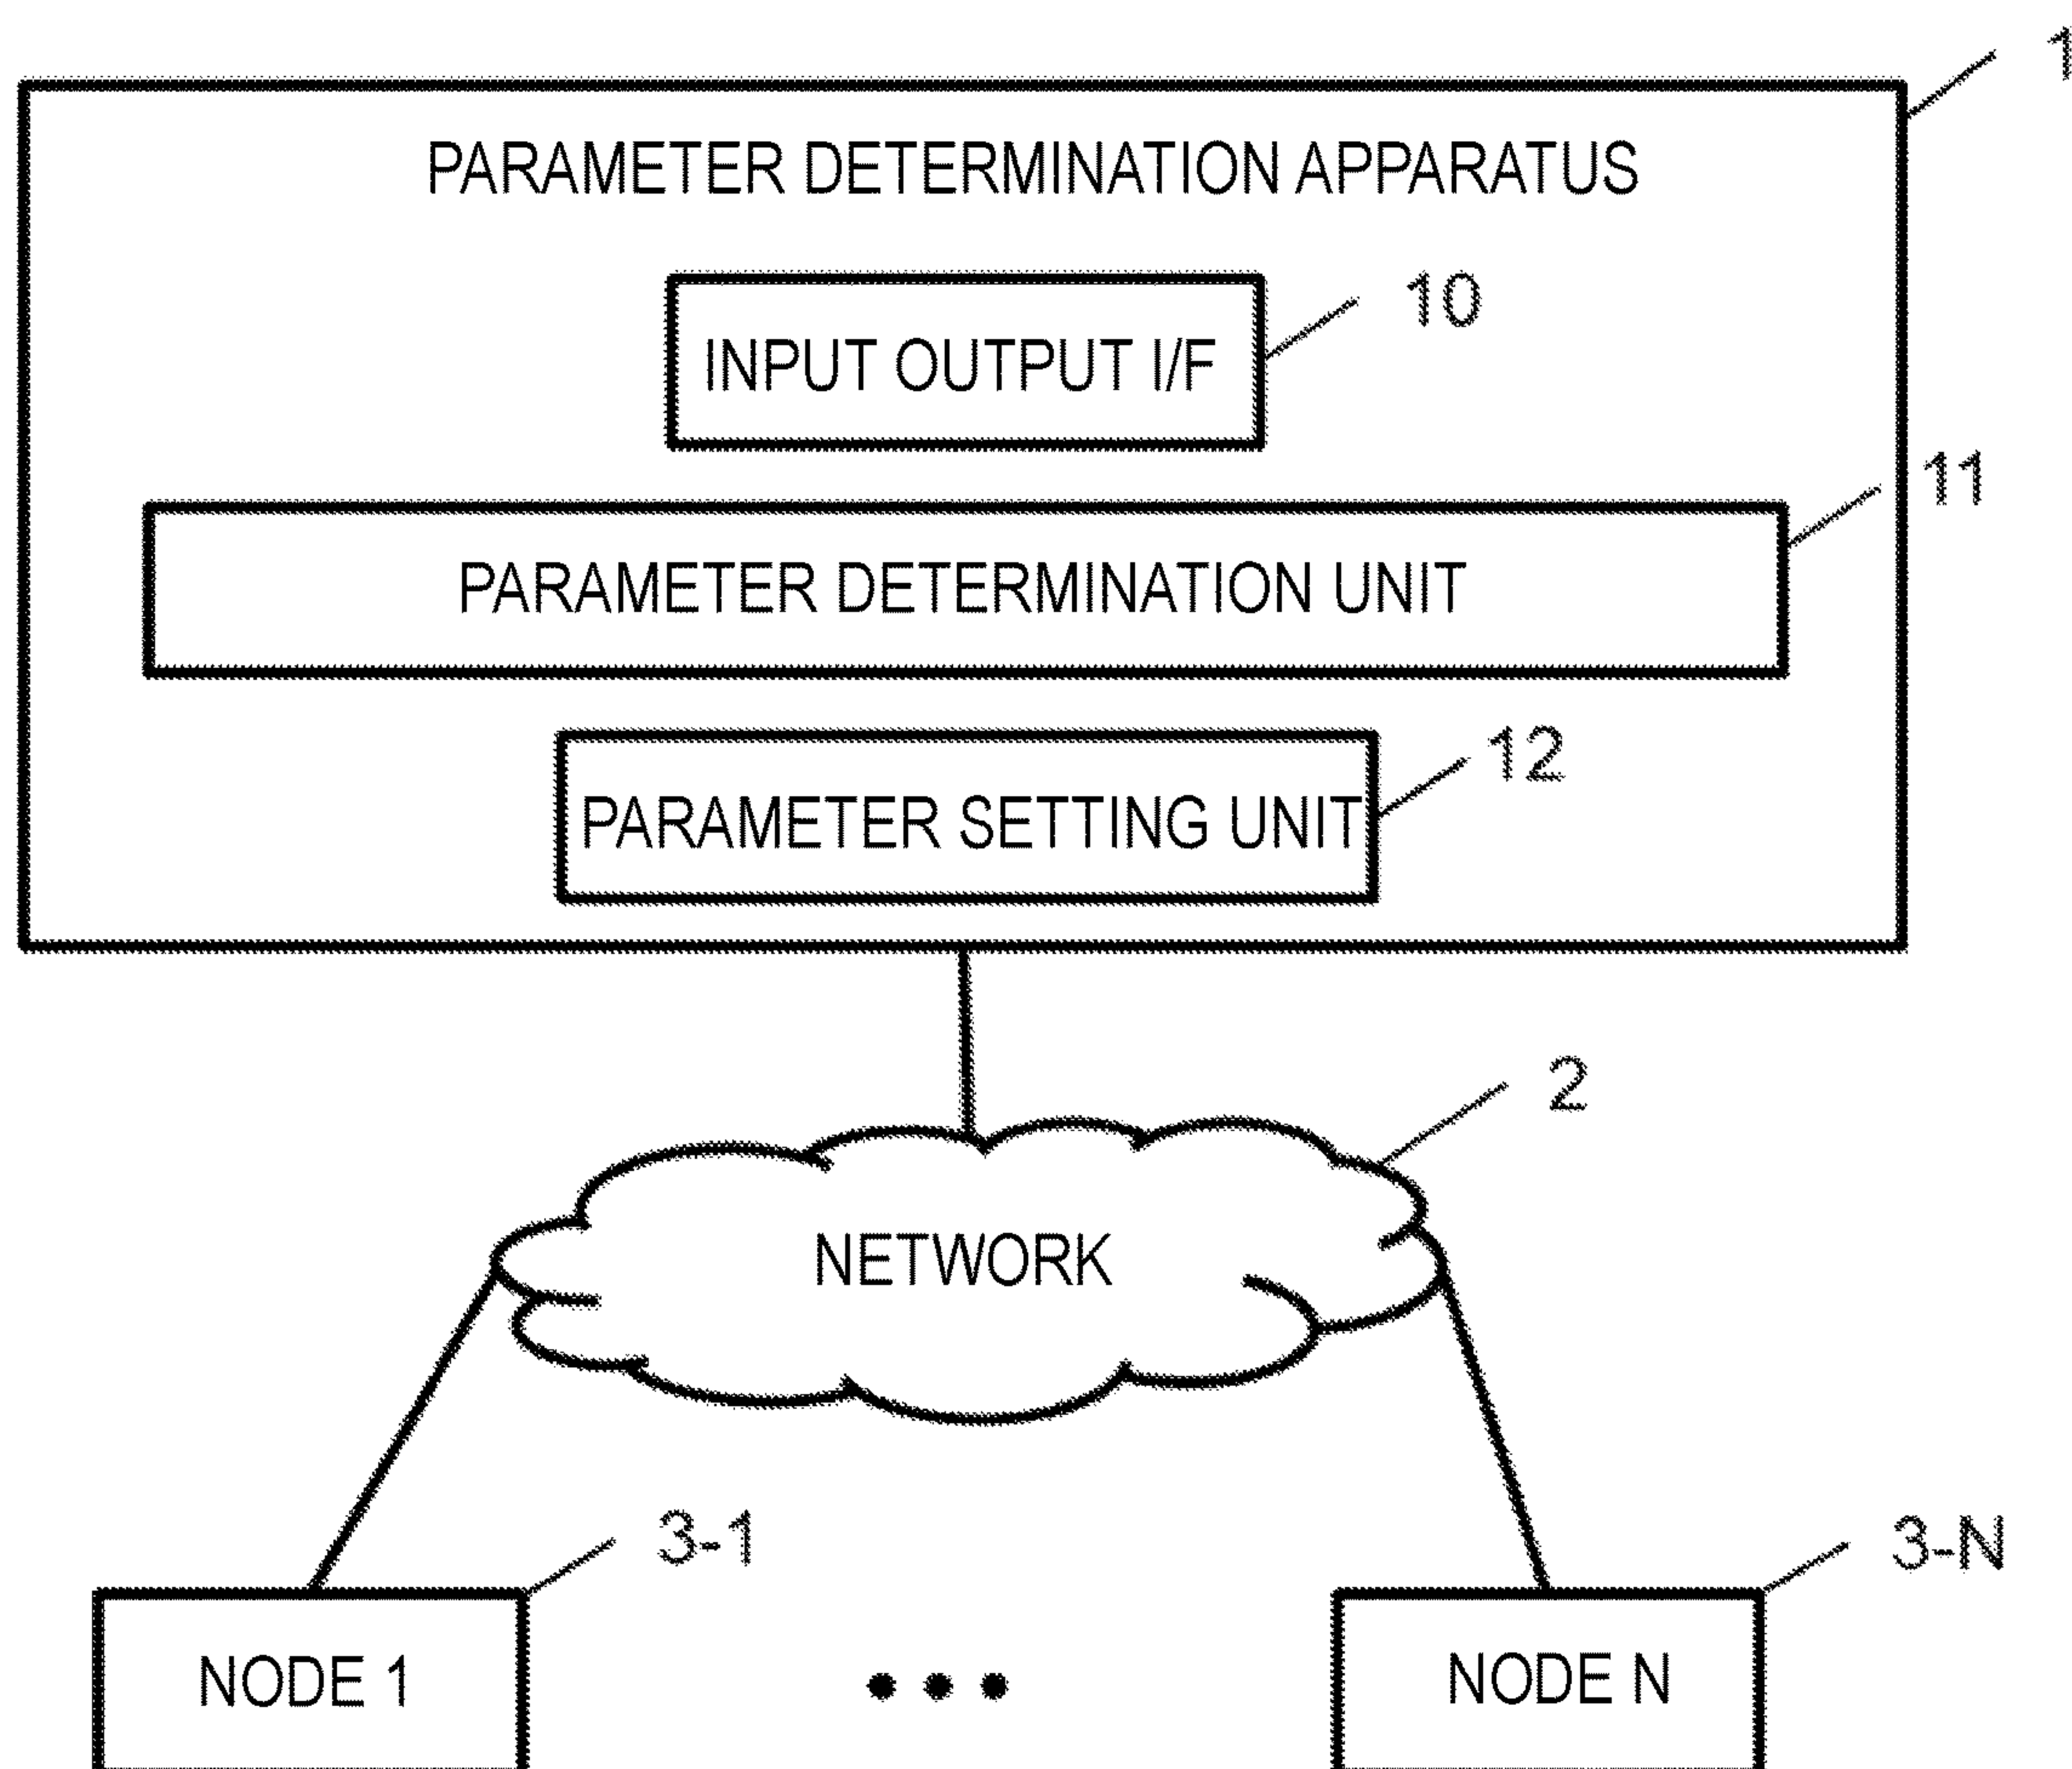 1
PARAMETER DETERMINATION APPARATUS
10
INPUT OUTPUT I/F
11
PARAMETER DETERMINATION UNIT
12
PARAMETER SETTING UNIT
2
NETWORK
3-1
3-N
NODE 1
NODE N